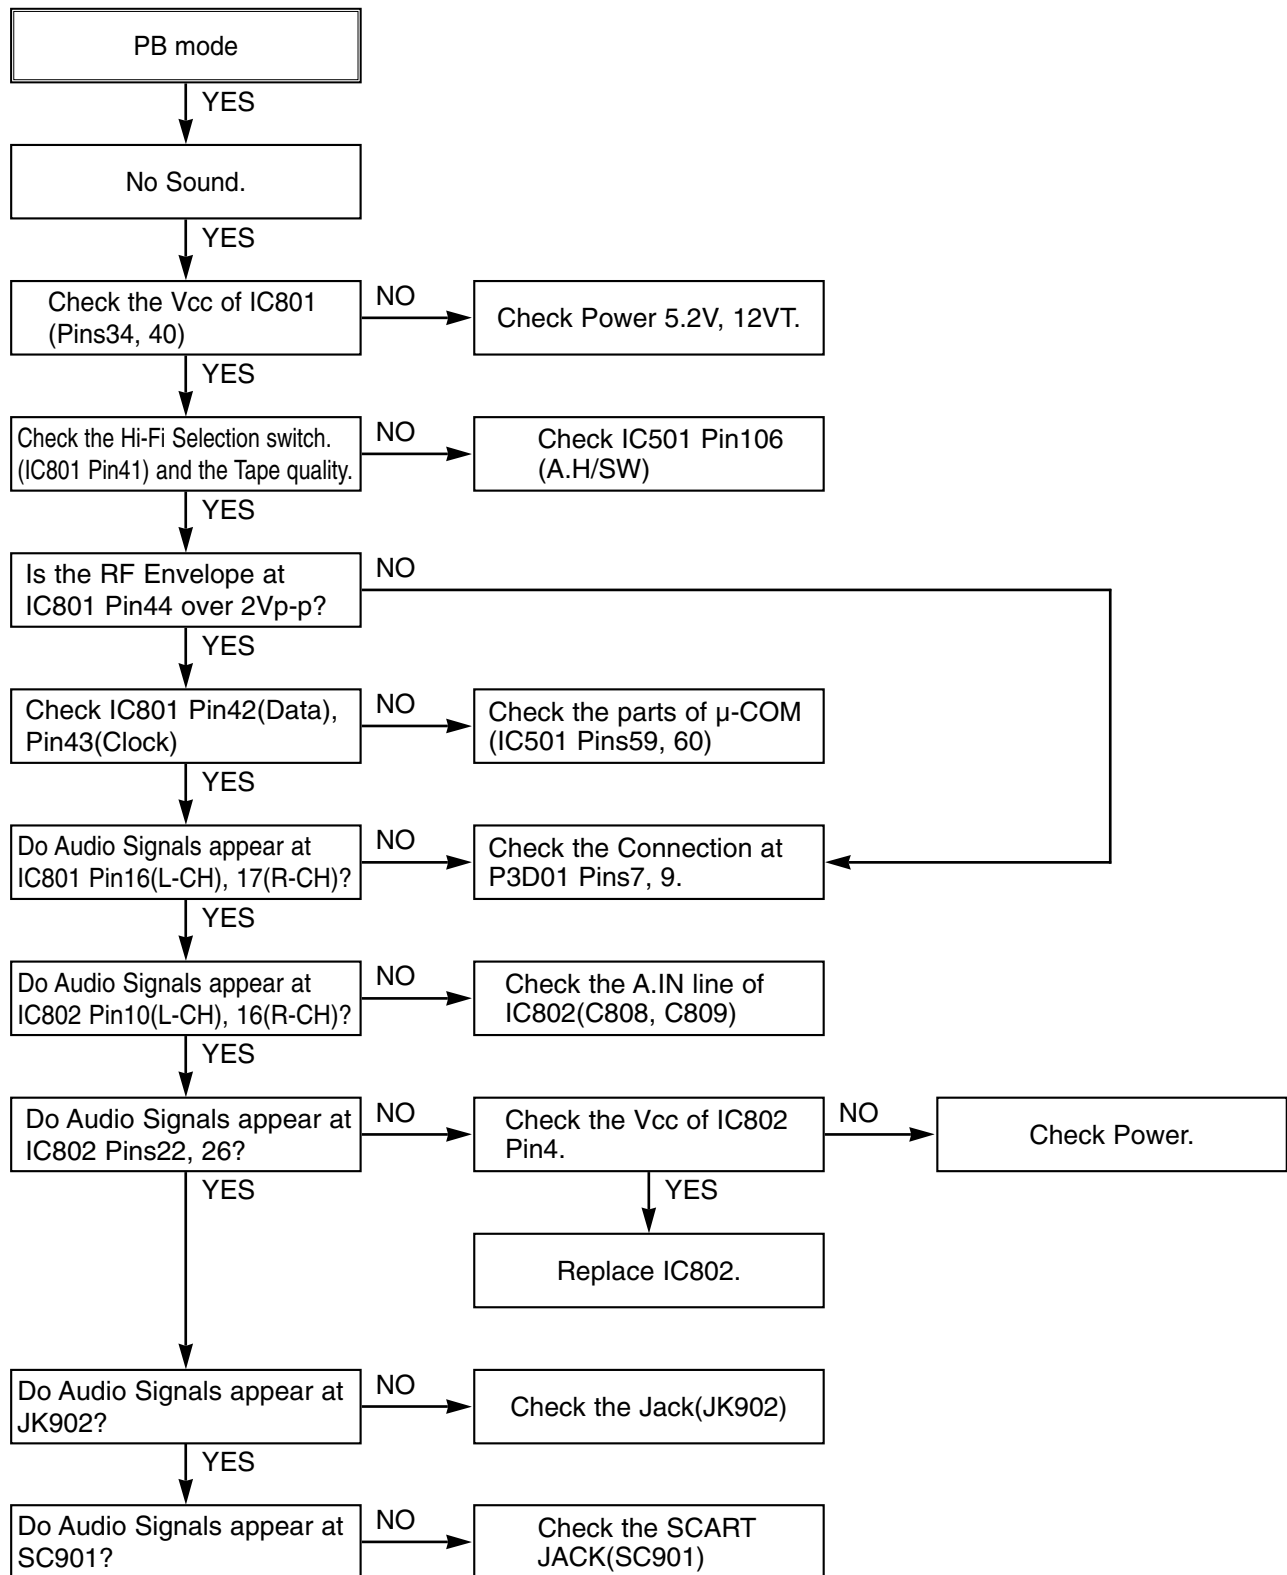 PB mode
YES
No Sound.
YES
Check the Vcc of IC801
(Pins34, 40)
NO
Check Power 5.2V, 12VT.
YES
Check the Hi-Fi Selection switch.
(IC801 Pin41) and the Tape quality.
NO
Check IC501 Pin106
(A.H/SW)
YES
Is the RF Envelope at
IC801 Pin44 over 2Vp-p?
NO
YES
Check IC801 Pin42(Data),
Pin43(Clock)
NO
Check the parts of µ-COM
(IC501 Pins59, 60)
YES
Do Audio Signals appear at
IC801 Pin16(L-CH), 17(R-CH)?
NO
Check the Connection at
P3D01 Pins7, 9.
YES
Do Audio Signals appear at
IC802 Pin10(L-CH), 16(R-CH)?
NO
Check the A.IN line of
IC802(C808, C809)
YES
Do Audio Signals appear at
IC802 Pins22, 26?
NO
Check the Vcc of IC802
Pin4.
NO
Check Power.
YES
YES
Replace IC802.
Do Audio Signals appear at
JK902?
NO
Check the Jack(JK902)
YES
Do Audio Signals appear at
SC901?
NO
Check the SCART
JACK(SC901)